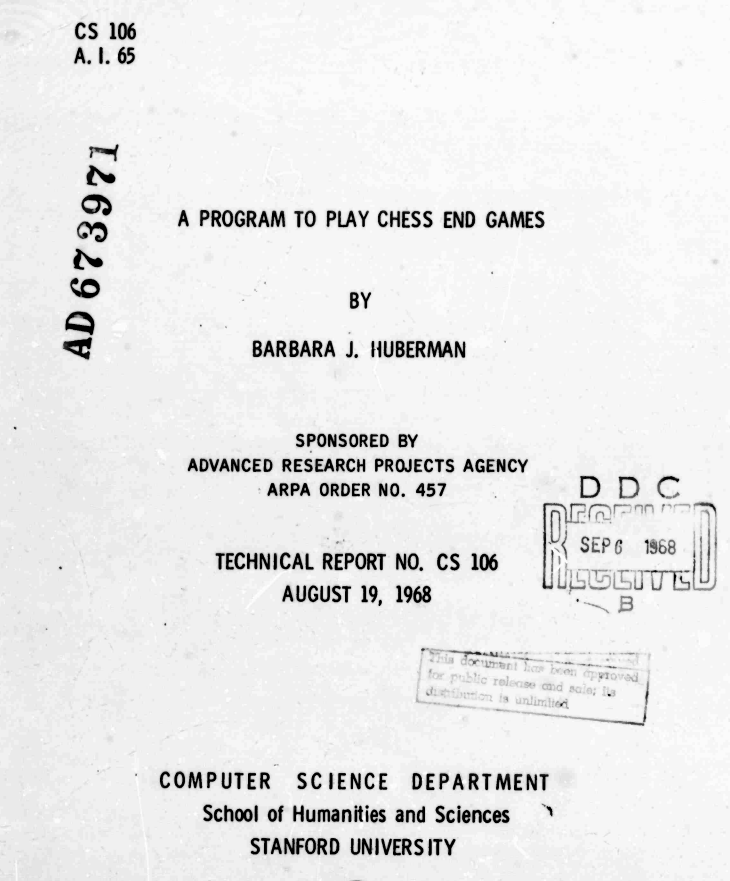 CS 106
A. I. 65
AD673971
A PROGRAM TO PLAY CHESS END GAMES
BY
BARBARA J. HUBERMAN
SPONSORED BY
ADVANCED RESEARCH PROJECTS AGENCY
ARPA ORDER NO. 457
D D C
RECEIVED
SEP 6 1968
RECEIVED
B
TECHNICAL REPORT NO. CS 106
AUGUST 19, 1968
This document has been approved
for public release and sale; its
distribution is unlimited
COMPUTER SCIENCE DEPARTMENT
School of Humanities and Sciences
STANFORD UNIVERSITY